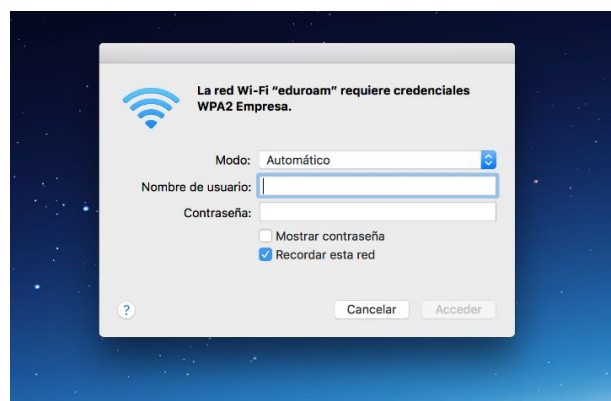 La red Wi-Fi “eduroam” requiere credenciales
WPA2 Empresa.
Modo: Automático
Nombre de usuario:
Contraseña:
Mostrar contraseña
Recordar esta red
? Cancelar Acceder